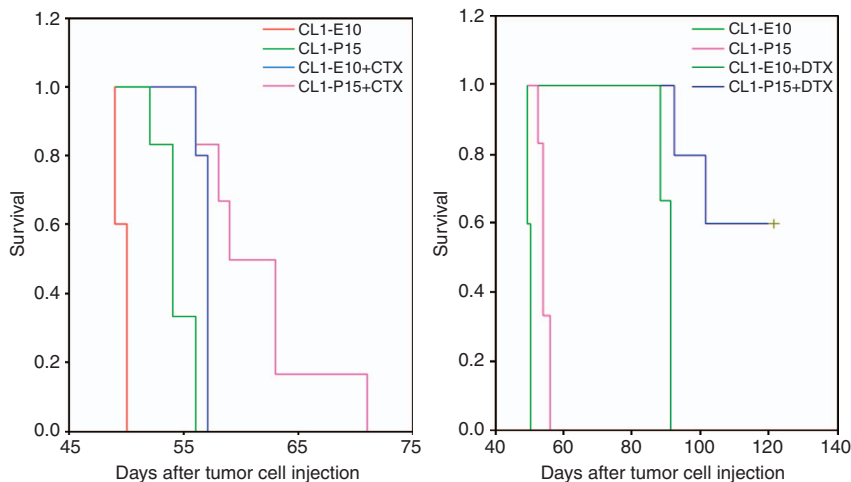 CL1-E10
CL1-P15
CL1-E10+CTX
CL1-P15+CTX
1.2
1.0
0.8
0.6
0.4
0.2
0.0
Survival
45
55
65
75
Days after tumor cell injection
CL1-E10
CL1-P15
CL1-E10+DTX
CL1-P15+DTX
1.2
1.0
0.8
0.6
0.4
0.2
0.0
Survival
40
60
80
100
120
140
Days after tumor cell injection